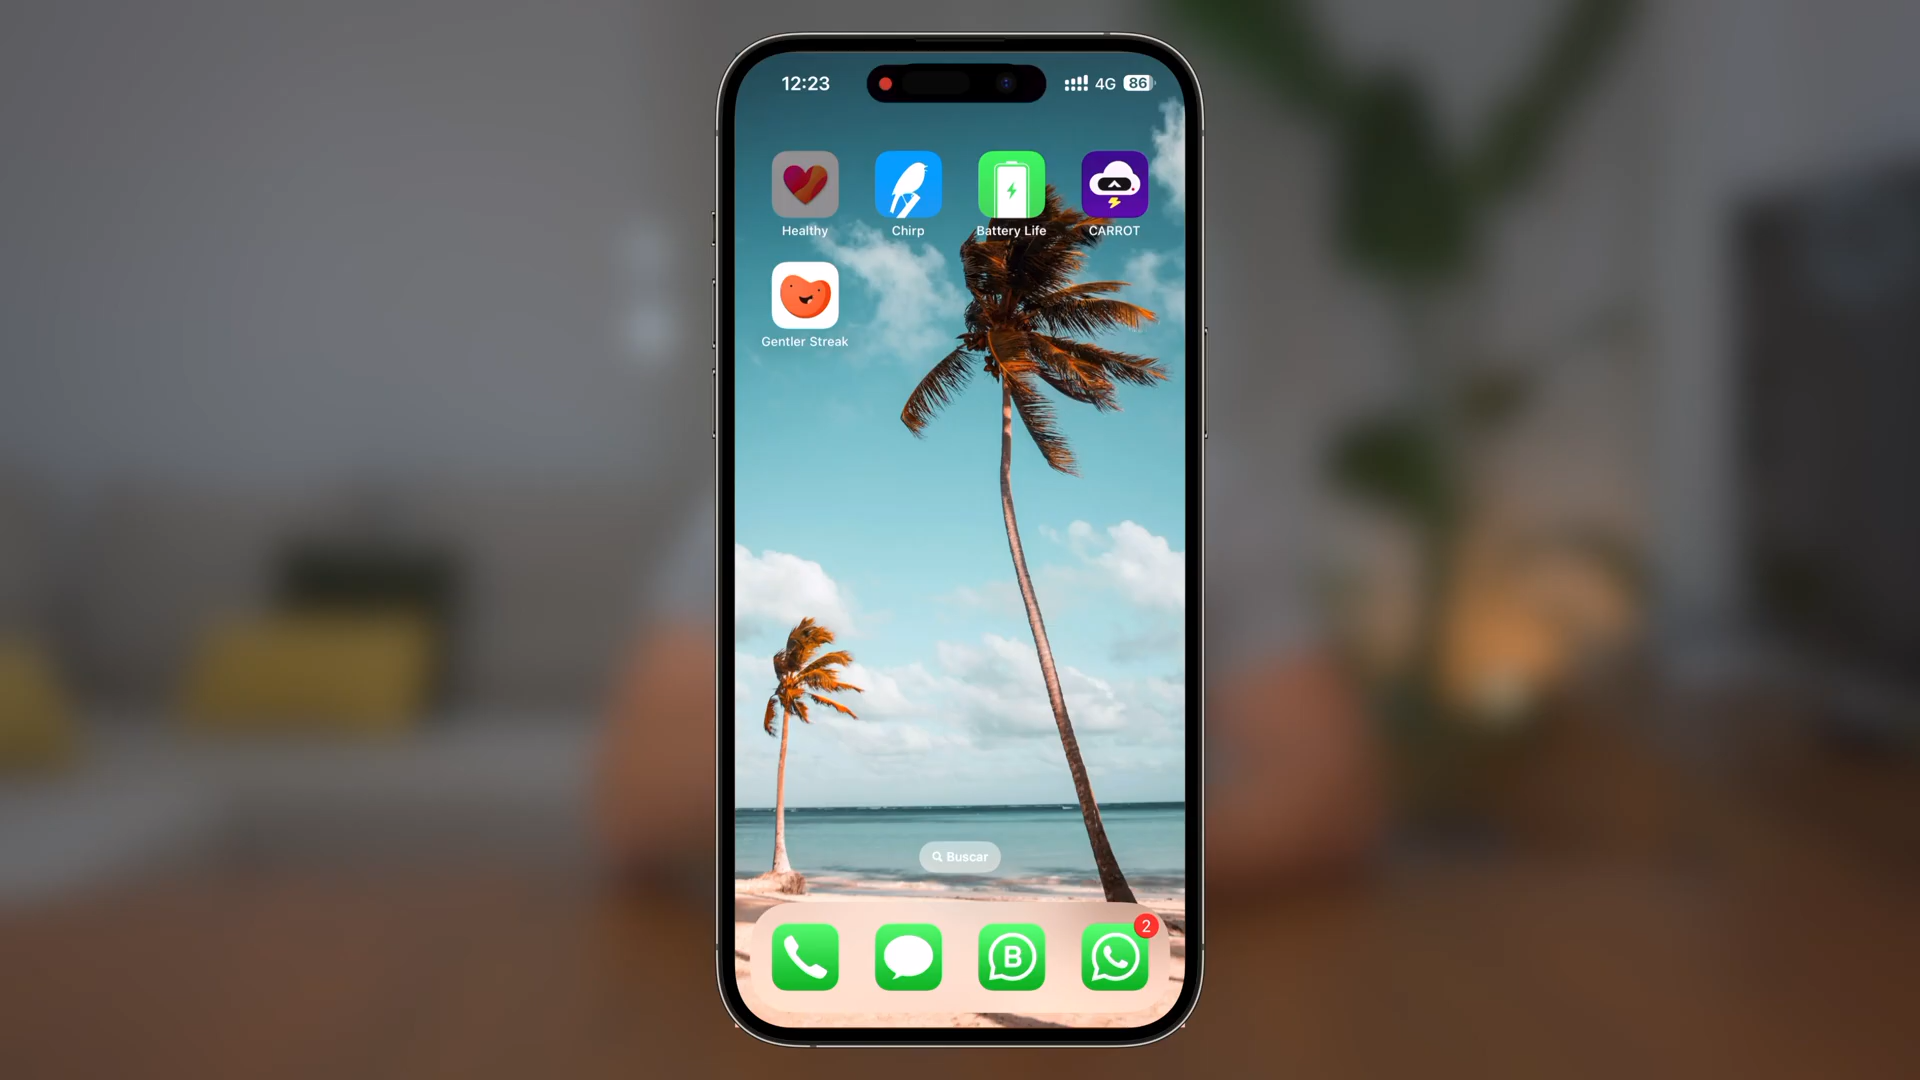 12:23 4G 86
Healthy Chirp Battery Life CARROT
Gentler Streak
Buscar
B 2